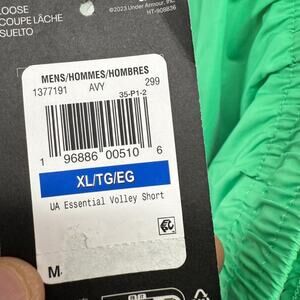 LOOSE
COUPE LÂCHE
SUELTO
©2023 Under Armour, Inc.
HT-908836
MENS/HOMMES/HOMBRES
1377191 AVY 299
35-P1-2
1 96886 00510 6
XL/TG/EG
UA Essential Volley Short
M